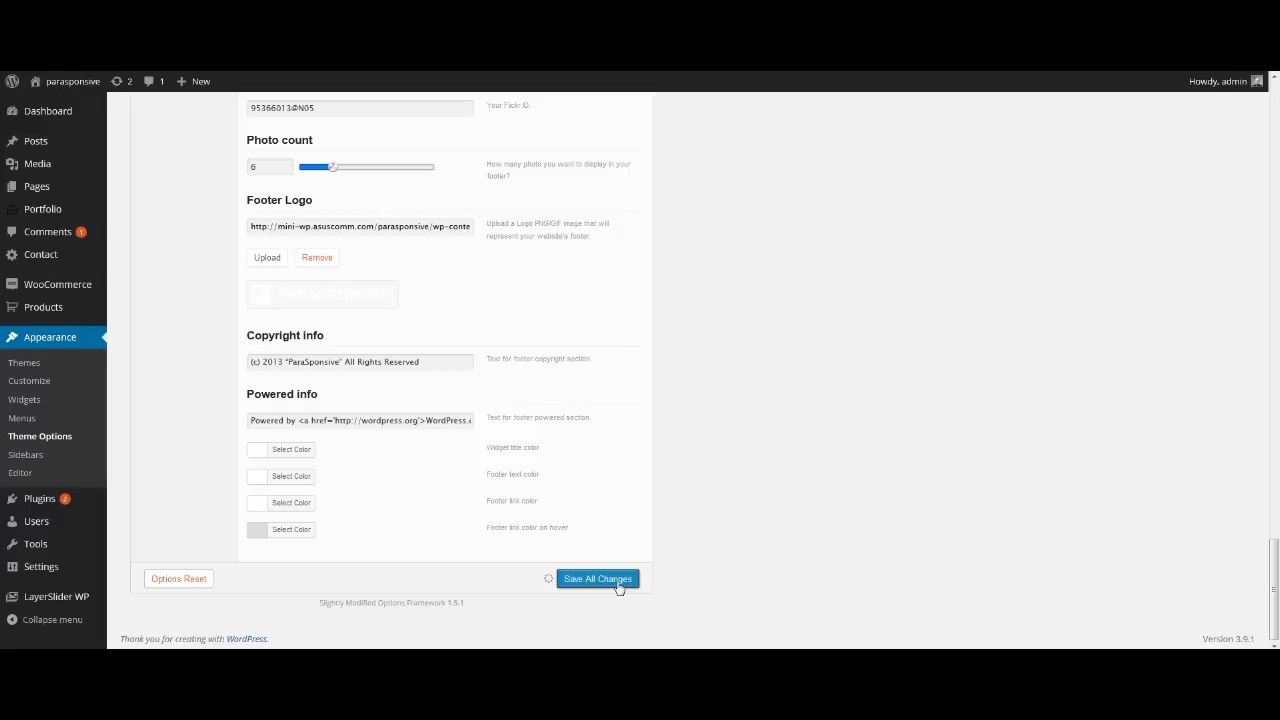 parasponsive 2 1 New Howdy, admin
Dashboard
Posts
Media
Pages
Portfolio
Comments 1
Contact
WooCommerce
Products
Appearance
Themes
Customize
Widgets
Menus
Theme Options
Sidebars
Editor
Plugins 2
Users
Tools
Settings
LayerSlider WP
Collapse menu
95366013@N05
Your Flickr ID.
Photo count
6
How many photo you want to display in your
footer?
Footer Logo
http://mini-wp.asuscomm.com/parasponsive/wp-conte
Upload a Logo PNG/GIF image that will
represent your website's footer.
Upload Remove
PARASPONSIVE
Copyright info
(c) 2013 "ParaSponsive" All Rights Reserved
Text for footer copyright section.
Powered info
Powered by <a href='http://wordpress.org'>WordPress.c
Text for footer powered section.
Select Color Widget title color
Select Color Footer text color
Select Color Footer link color
Select Color Footer link color on hover
Options Reset Save All Changes
Slightly Modified Options Framework 1.5.1
Thank you for creating with WordPress. Version 3.9.1